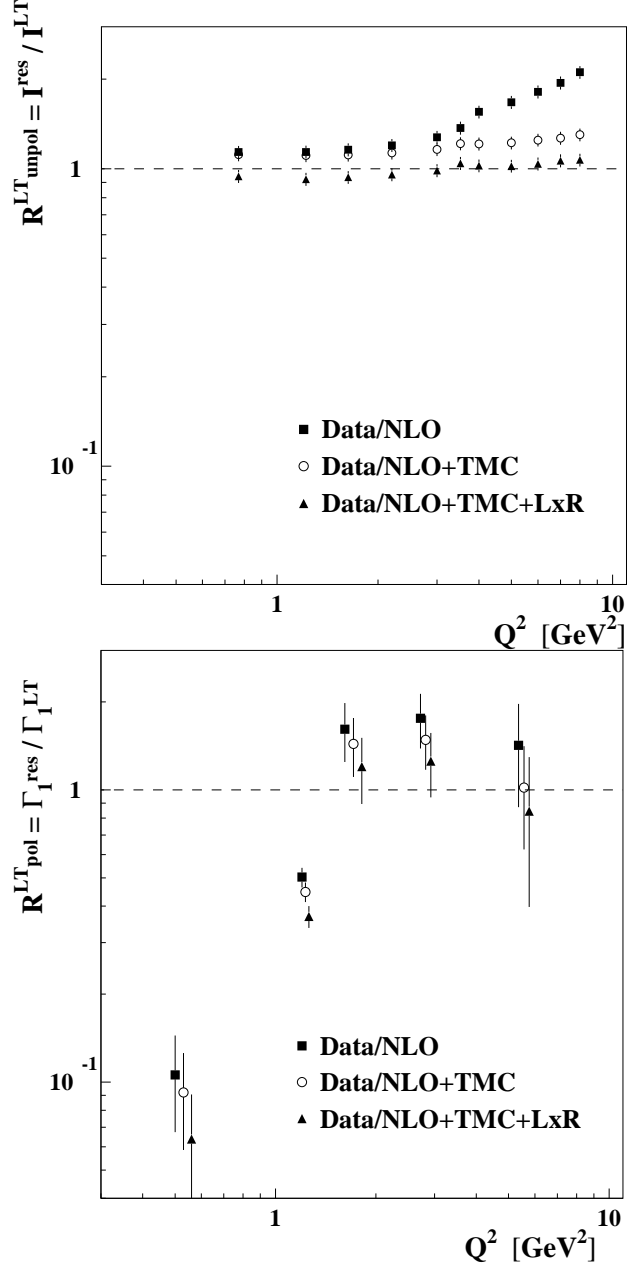 R^LT_unpol = I^res / I^LT
1
10^-1
■ Data/NLO
○ Data/NLO+TMC
▲ Data/NLO+TMC+LxR
1
10
Q^2 [GeV^2]
R^LT_pol = Γ_1^res / Γ_1^LT
1
10^-1
■ Data/NLO
○ Data/NLO+TMC
▲ Data/NLO+TMC+LxR
1
10
Q^2 [GeV^2]